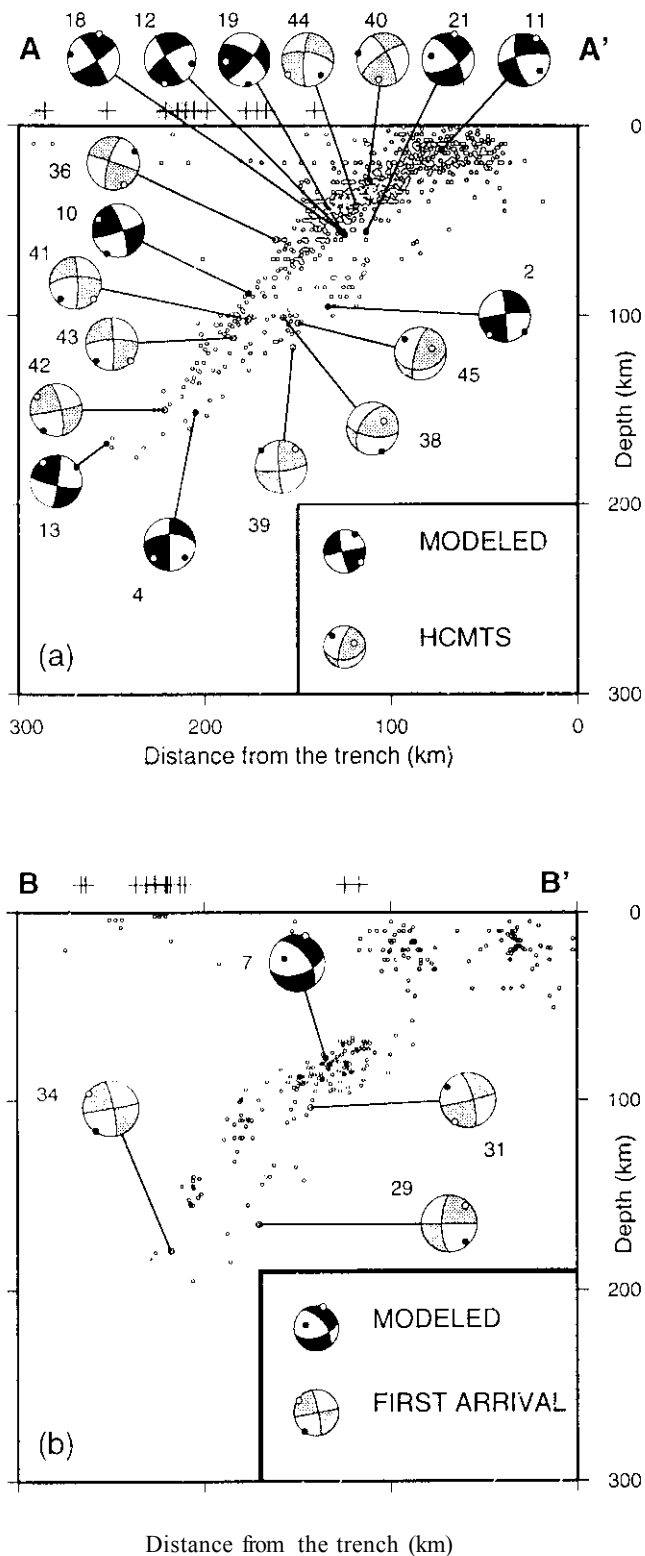 18 12 19 44 40 21 11
A A’
0
36
10
41
2
100
43
45
42
38
Depth (km)
39
200
13
MODELED
4
HCMTS
(a)
300
300 200 100 0
Distance from the trench (km)
B B’
0
7
34
100
31
29
Depth (km)
200
MODELED
FIRST ARRIVAL
(b)
300
Distance from the trench (km)